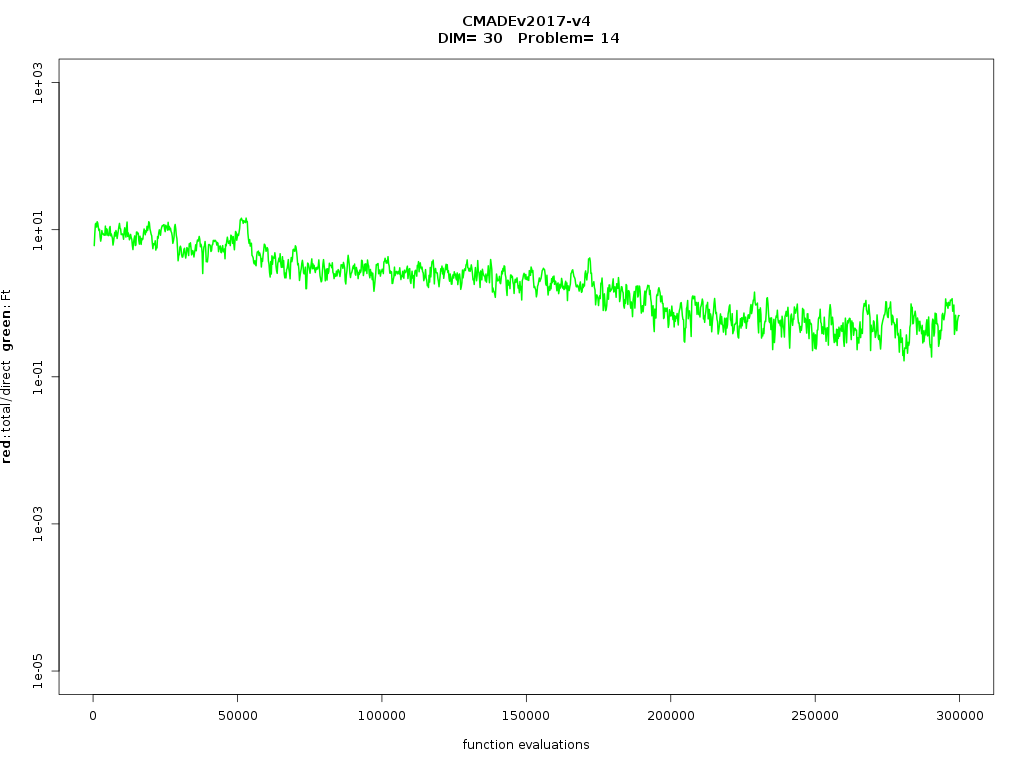 CMADEv2017-v4
DIM= 30 Problem= 14
1e+03
1e+01
1e-01
1e-03
1e-05
red:total/direct green:Ft
0 50000 100000 150000 200000 250000 300000
function evaluations